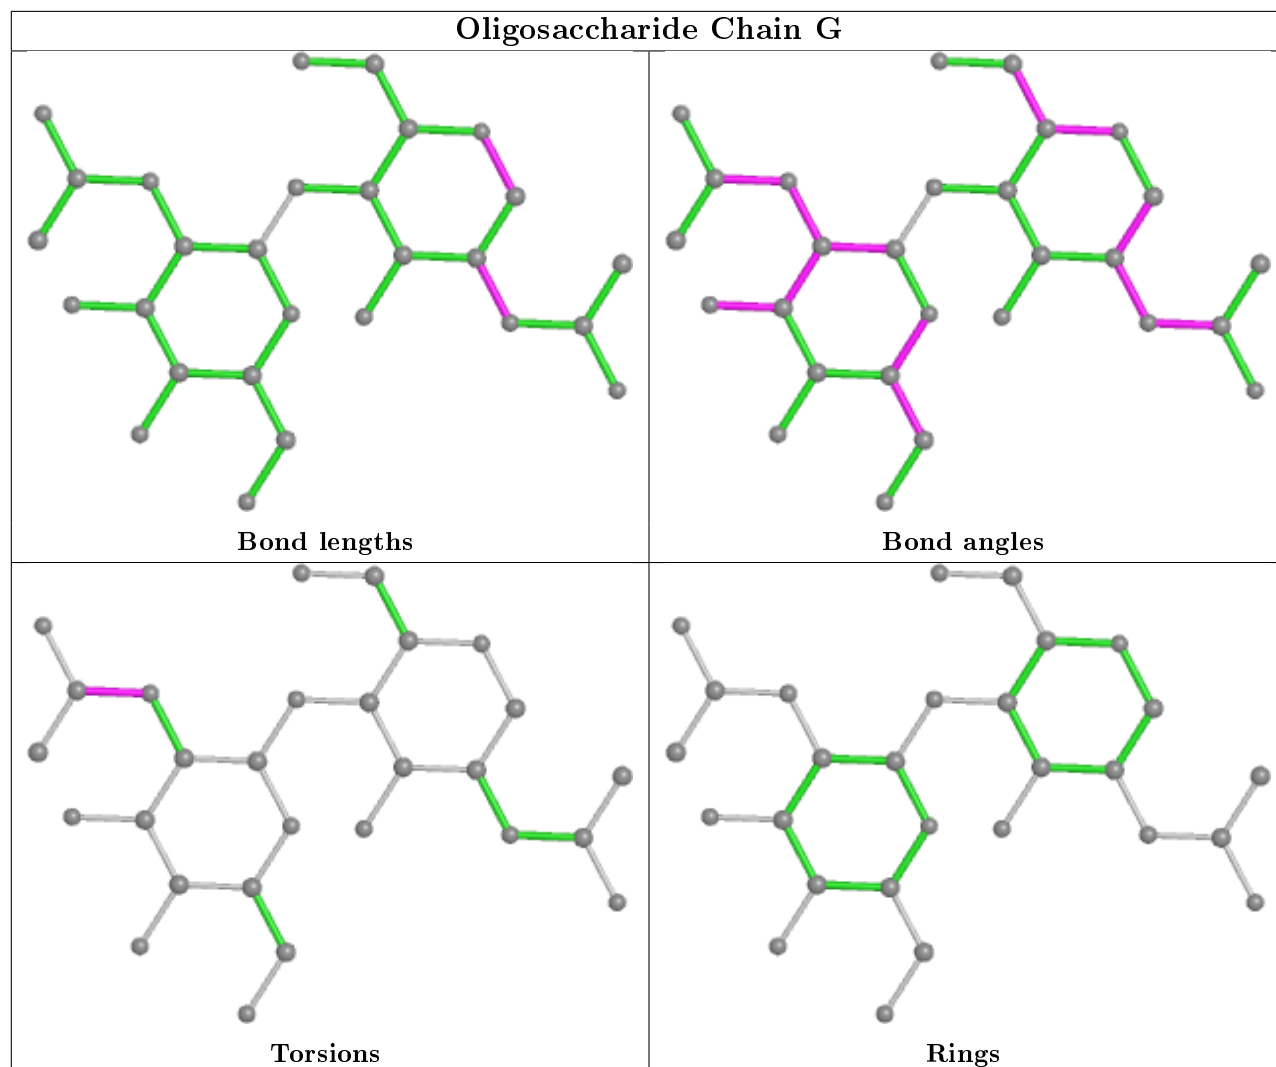 Oligosaccharide Chain G
Bond lengths
Bond angles
Torsions
Rings